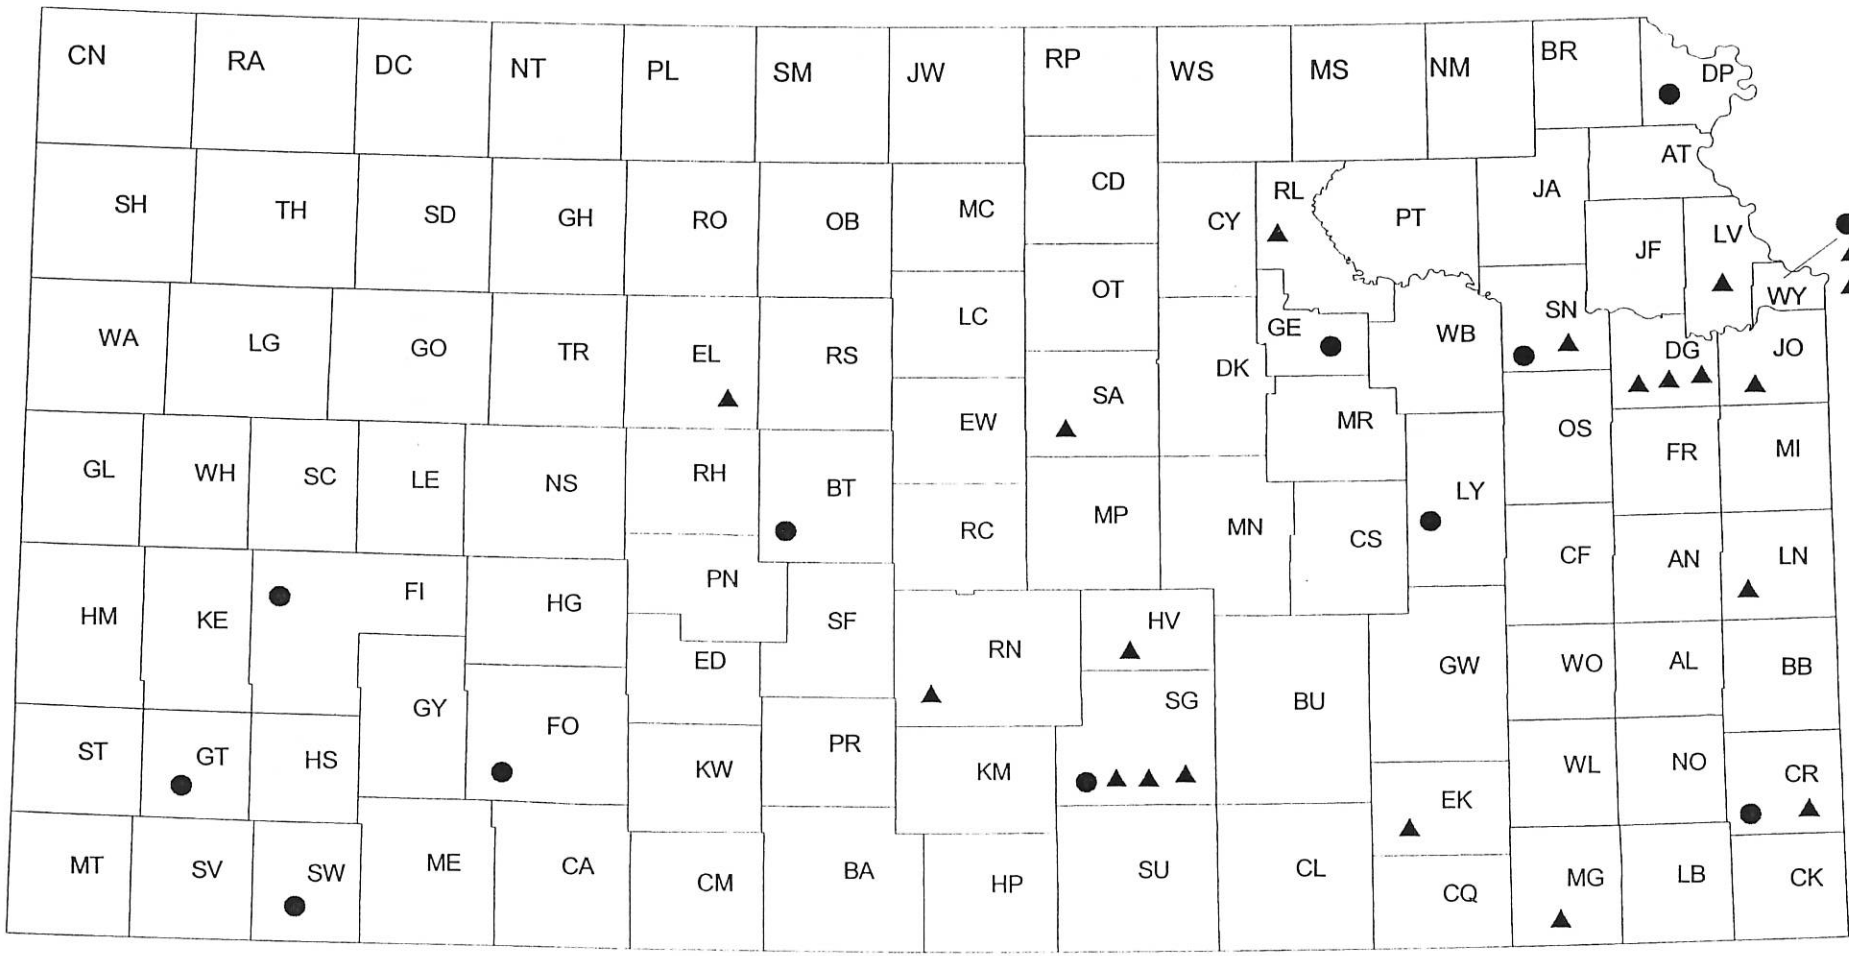 CN RA DC NT PL SM JW RP WS MS NM BR DP
SH TH SD GH RO OB MC CD CY RL PT JA AT
JF LV
WA LG GO TR EL RS LC OT DK GE WB SN DG WY JO
EW SA MR OS FR MI
GL WH SC LE NS RH BT RC MP MN CS LY CF AN LN
HM KE FI HG PN SF RN HV GW WO AL BB
ED
ST GT HS GY FO KW PR KM SG BU EK WL NO CR
MT SV SW ME CA CM BA HP SU CL CQ MG LB CK